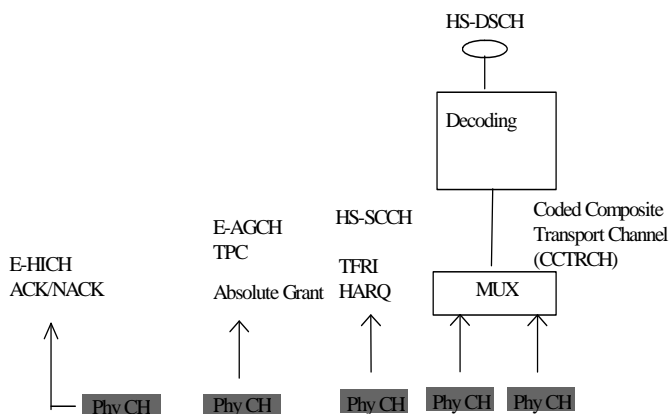 HS-DSCH
Decoding
Coded Composite
Transport Channel
(CCTRCH)
HS-SCCH
TFRI
HARQ
E-AGCH
TPC
Absolute Grant
E-HICH
ACK/NACK
MUX
Phy CH
Phy CH
Phy CH
Phy CH
Phy CH